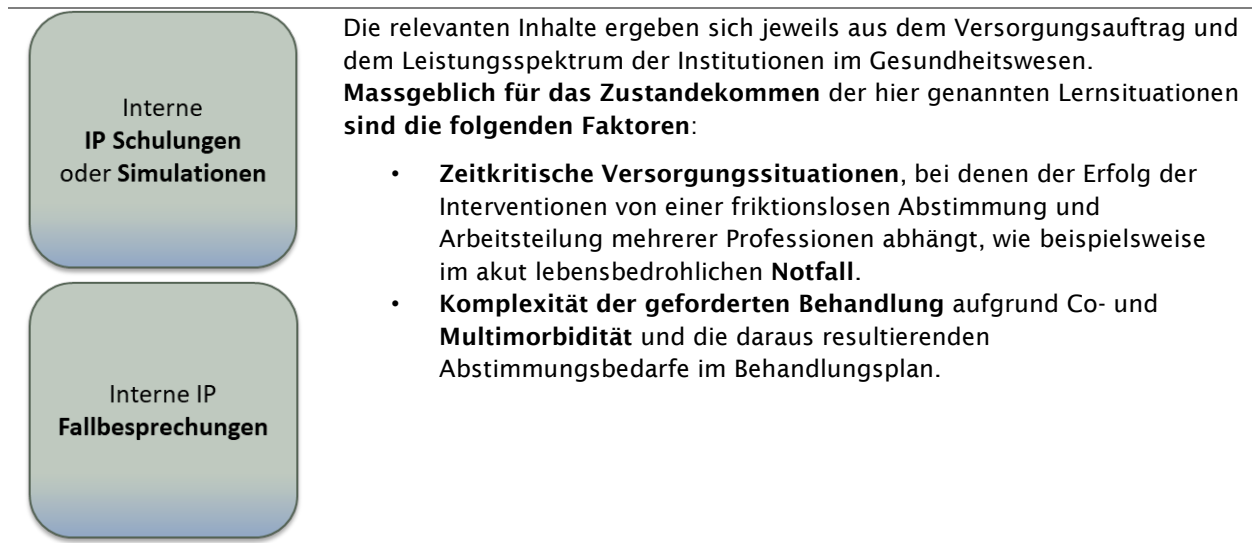 Interne
IP Schulungen
oder Simulationen
Interne IP
Fallbesprechungen
Die relevanten Inhalte ergeben sich jeweils aus dem Versorgungsauftrag und
dem Leistungsspektrum der Institutionen im Gesundheitswesen.
Massgeblich für das Zustandekommen der hier genannten Lernsituationen
sind die folgenden Faktoren:
• Zeitkritische Versorgungssituationen, bei denen der Erfolg der
Interventionen von einer friktionslosen Abstimmung und
Arbeitsteilung mehrerer Professionen abhängt, wie beispielsweise
im akut lebensbedrohlichen Notfall.
• Komplexität der geforderten Behandlung aufgrund Co- und
Multimorbidität und die daraus resultierenden
Abstimmungsbedarfe im Behandlungsplan.